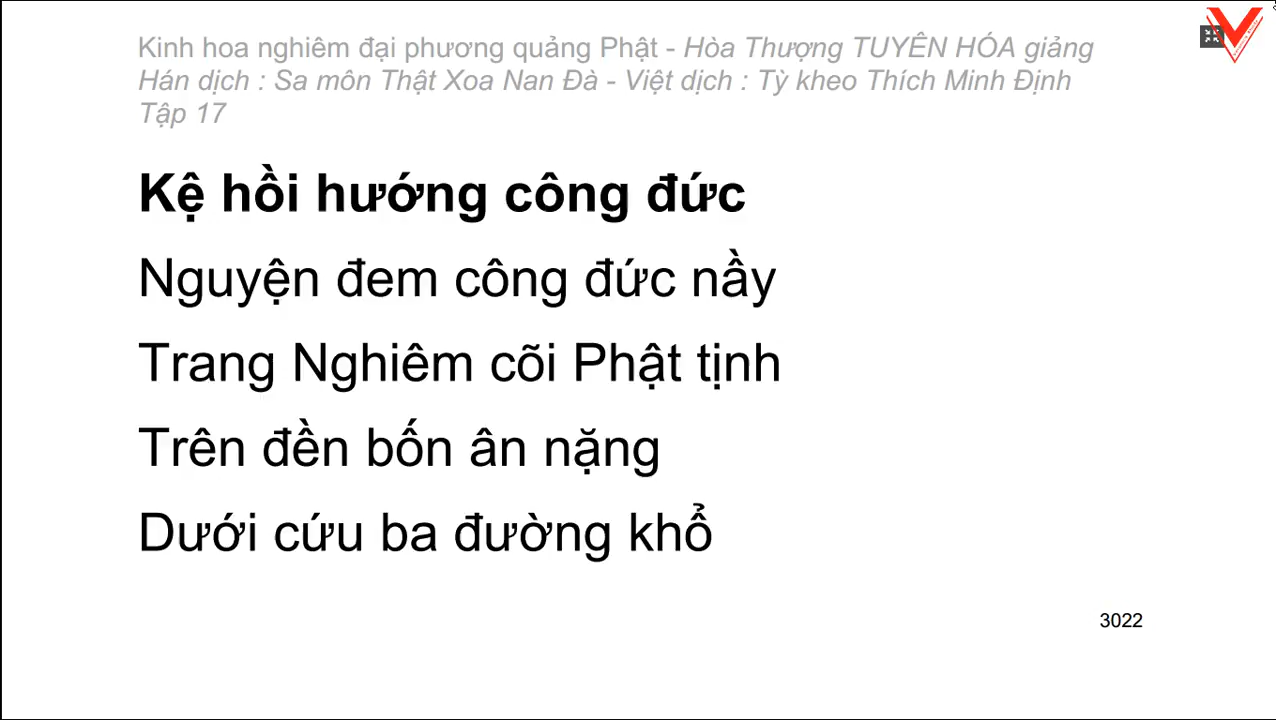 Kinh hoa nghiêm đại phương quảng Phật - Hòa Thượng TUYÊN HÓA giảng
Hán dịch : Sa môn Thật Xoa Nan Đà - Việt dịch : Tỳ kheo Thích Minh Định
Tập 17
Kệ hồi hướng công đức
Nguyện đem công đức nầy
Trang Nghiêm cõi Phật tịnh
Trên đền bốn ân nặng
Dưới cứu ba đường khổ
3022